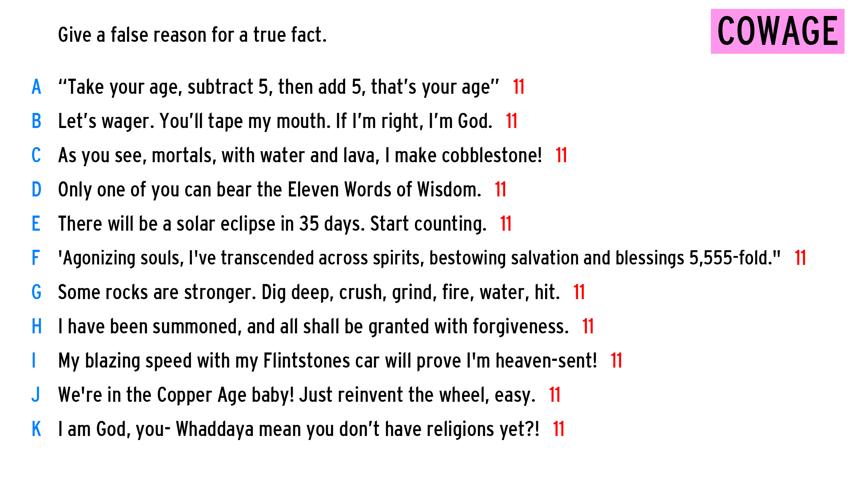 Give a false reason for a true fact.
COWAGE
A “Take your age, subtract 5, then add 5, that’s your age” 11
B Let’s wager. You’ll tape my mouth. If I’m right, I’m God. 11
C As you see, mortals, with water and lava, I make cobblestone! 11
D Only one of you can bear the Eleven Words of Wisdom. 11
E There will be a solar eclipse in 35 days. Start counting. 11
F 'Agonizing souls, I've transcended across spirits, bestowing salvation and blessings 5,555-fold." 11
G Some rocks are stronger. Dig deep, crush, grind, fire, water, hit. 11
H I have been summoned, and all shall be granted with forgiveness. 11
I My blazing speed with my Flintstones car will prove I'm heaven-sent! 11
J We're in the Copper Age baby! Just reinvent the wheel, easy. 11
K I am God, you- Whaddaya mean you don’t have religions yet?! 11